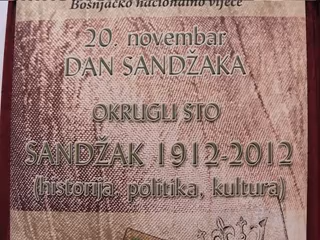 Bošnjačko nacionalno vijeće
20. novembar
DAN SANDŽAKA
OKRUGLI STO
SANDŽAK 1912-2012
(historija, politika, kultura)